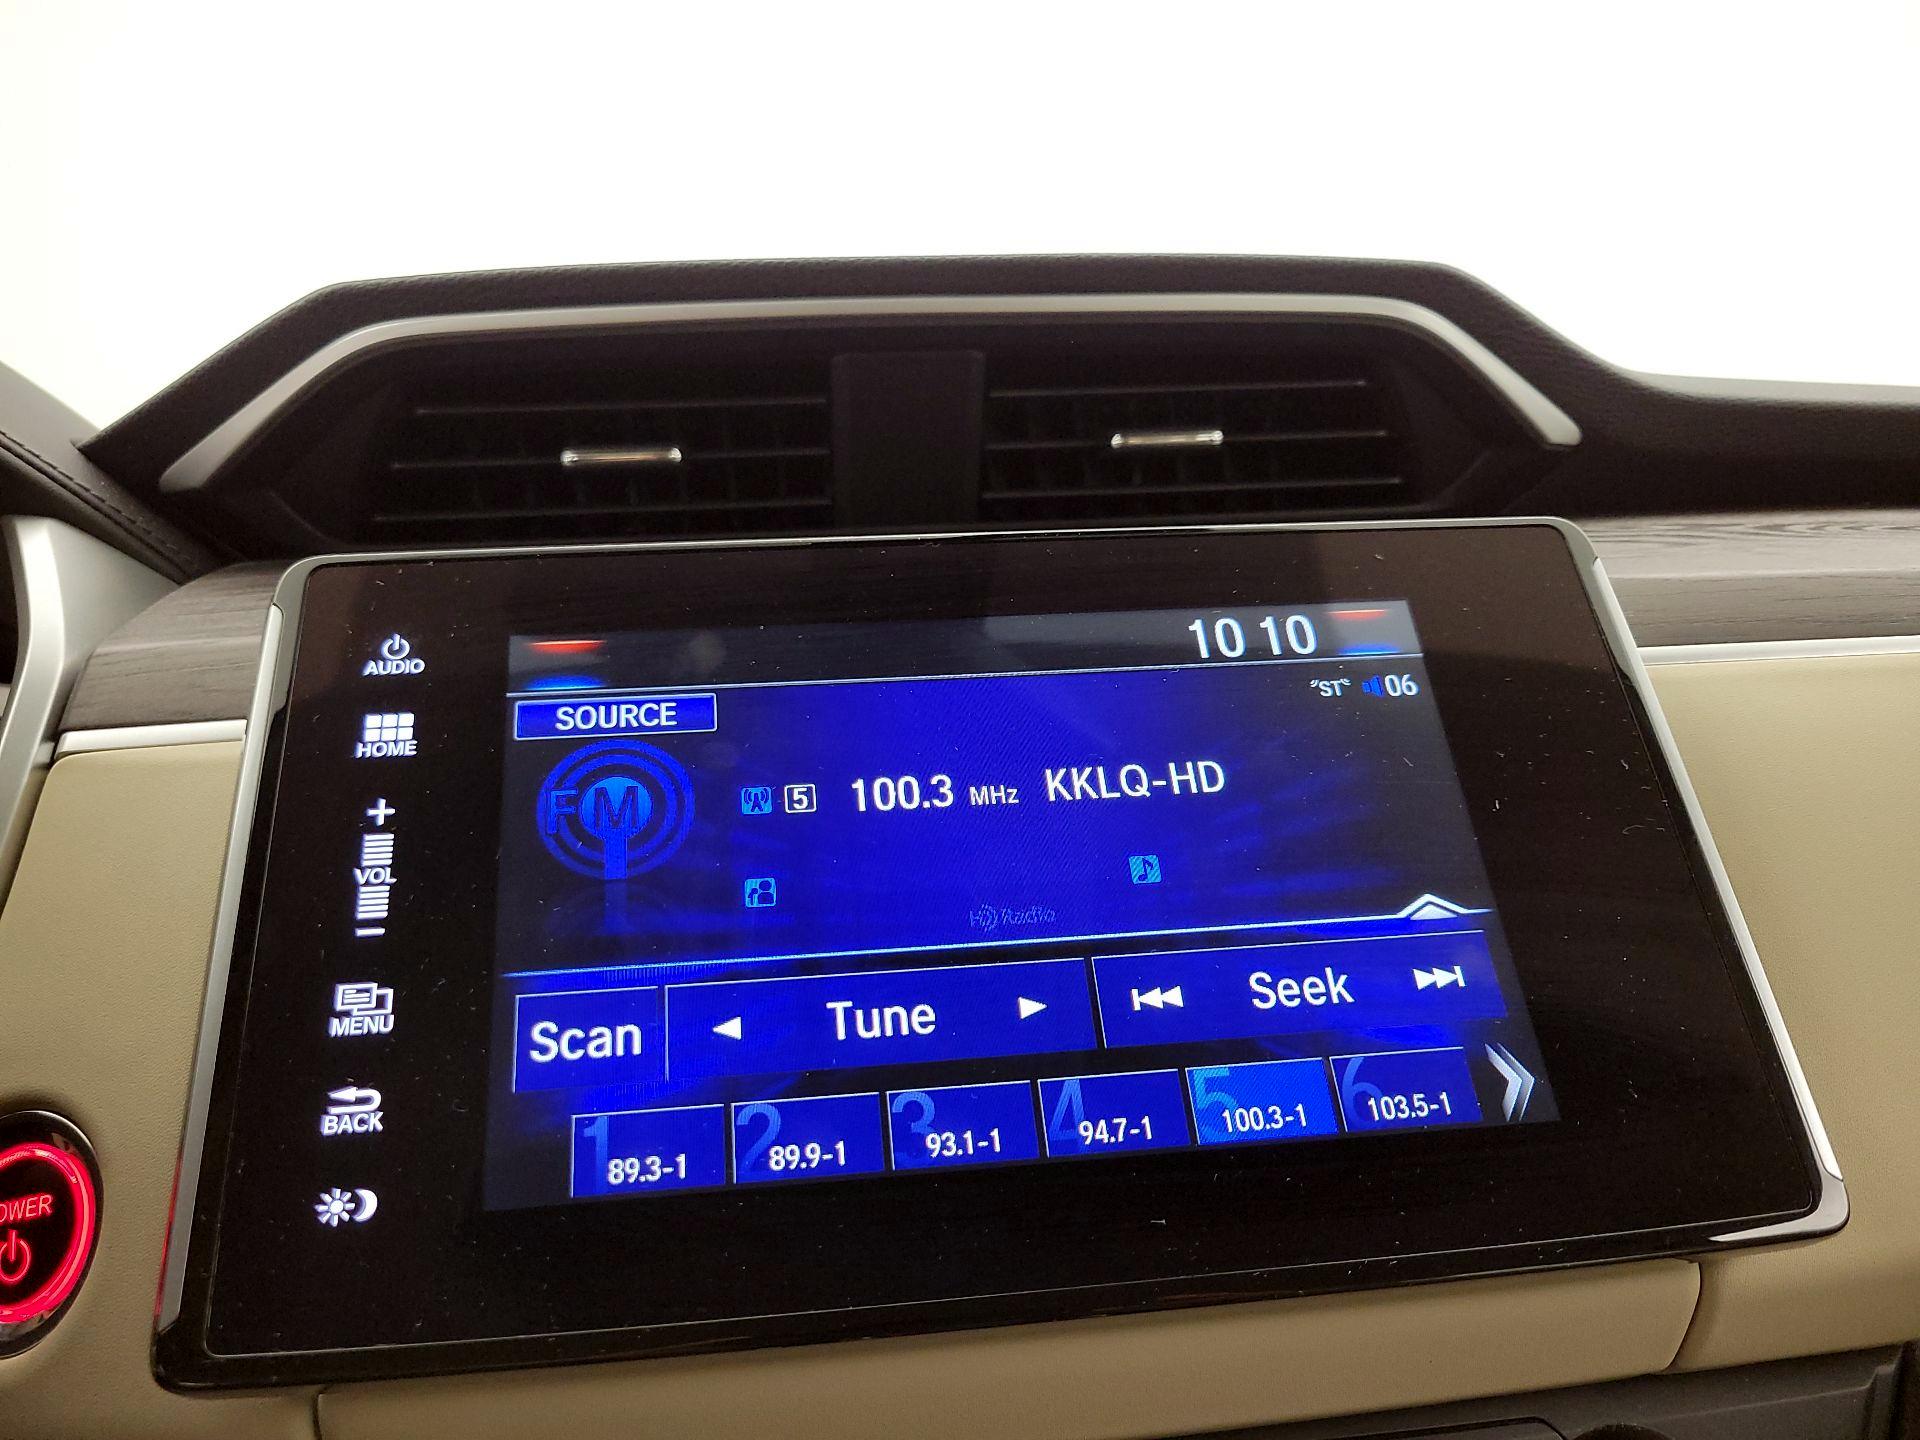 10 10
AUDIO
"ST" 06
SOURCE
HOME
FM
5 100.3 MHz KKLQ-HD
+
VOL
−
HD Radio
MENU
Scan Tune Seek
BACK
1 89.3-1
2 89.9-1
3 93.1-1
4 94.7-1
5 100.3-1
6 103.5-1
OWER